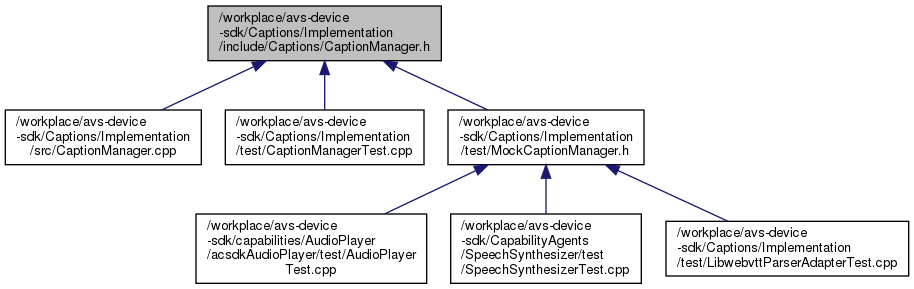 /workplace/avs-device
-sdk/Captions/Implementation
/include/Captions/CaptionManager.h
/workplace/avs-device
-sdk/Captions/Implementation
/src/CaptionManager.cpp
/workplace/avs-device
-sdk/Captions/Implementation
/test/CaptionManagerTest.cpp
/workplace/avs-device
-sdk/Captions/Implementation
/test/MockCaptionManager.h
/workplace/avs-device
-sdk/capabilities/AudioPlayer
/acsdkAudioPlayer/test/AudioPlayer
Test.cpp
/workplace/avs-device
-sdk/CapabilityAgents
/SpeechSynthesizer/test
/SpeechSynthesizerTest.cpp
/workplace/avs-device
-sdk/Captions/Implementation
/test/LibwebvttParserAdapterTest.cpp